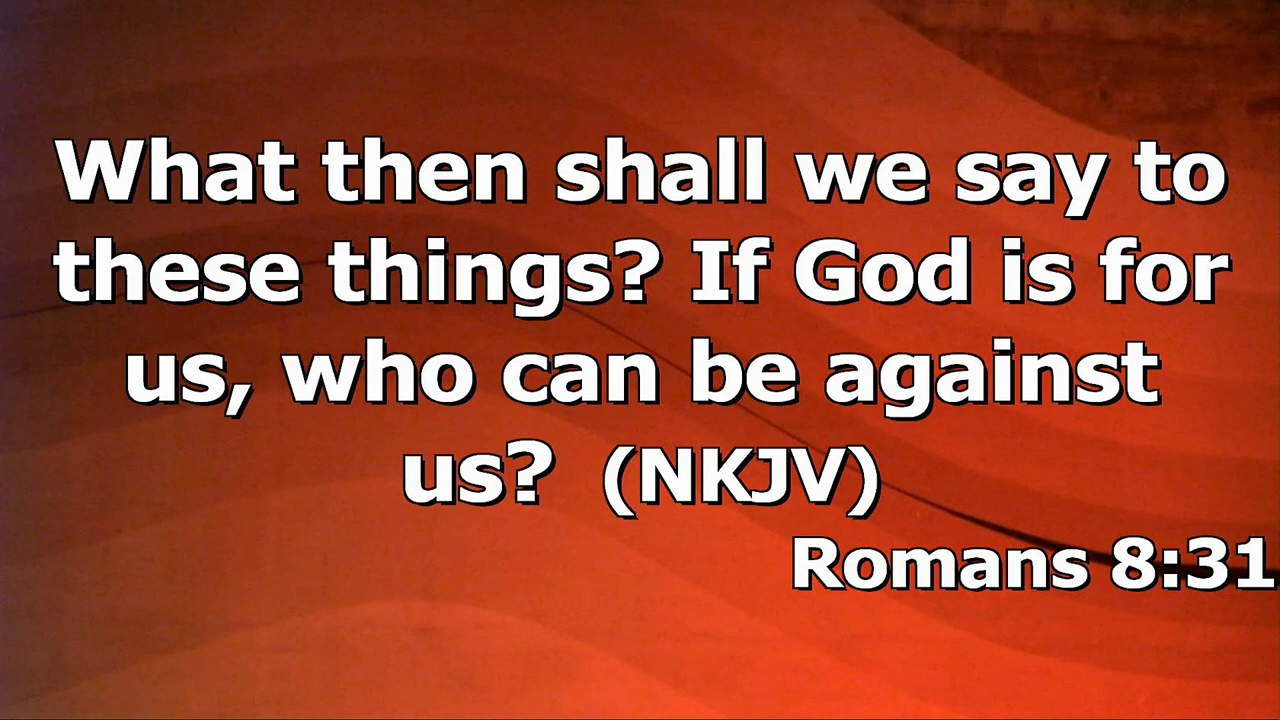 What then shall we say to
these things? If God is for
us, who can be against
us? (NKJV)
Romans 8:31